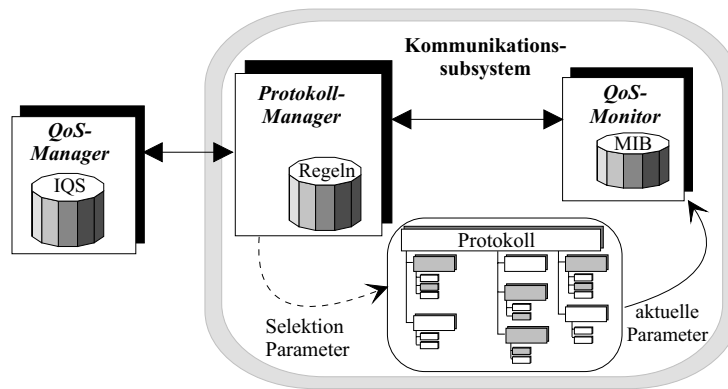 Kommunikations-
subsystem
Protokoll-
Manager
QoS-
Monitor
QoS-
Manager
MIB
Regeln
IQS
Protokoll
Selektion
Parameter
aktuelle
Parameter